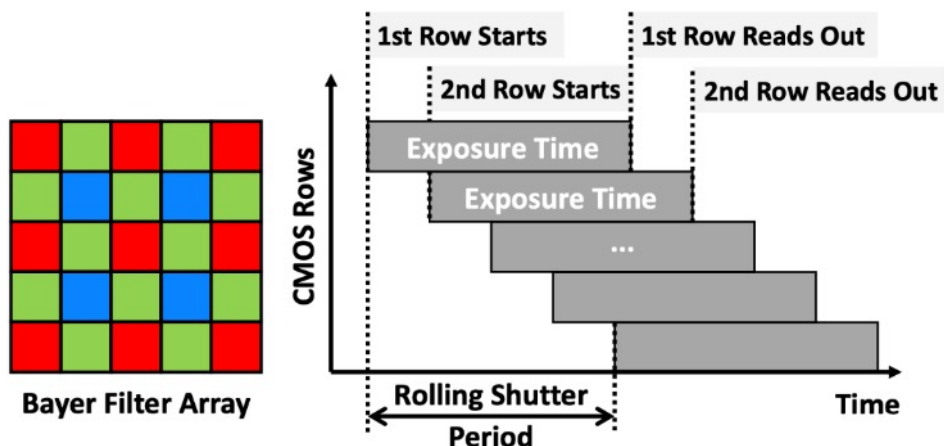 1st Row Starts
1st Row Reads Out
2nd Row Starts
2nd Row Reads Out
Exposure Time
Exposure Time
...
CMOS Rows
Bayer Filter Array
Rolling Shutter
Period
Time